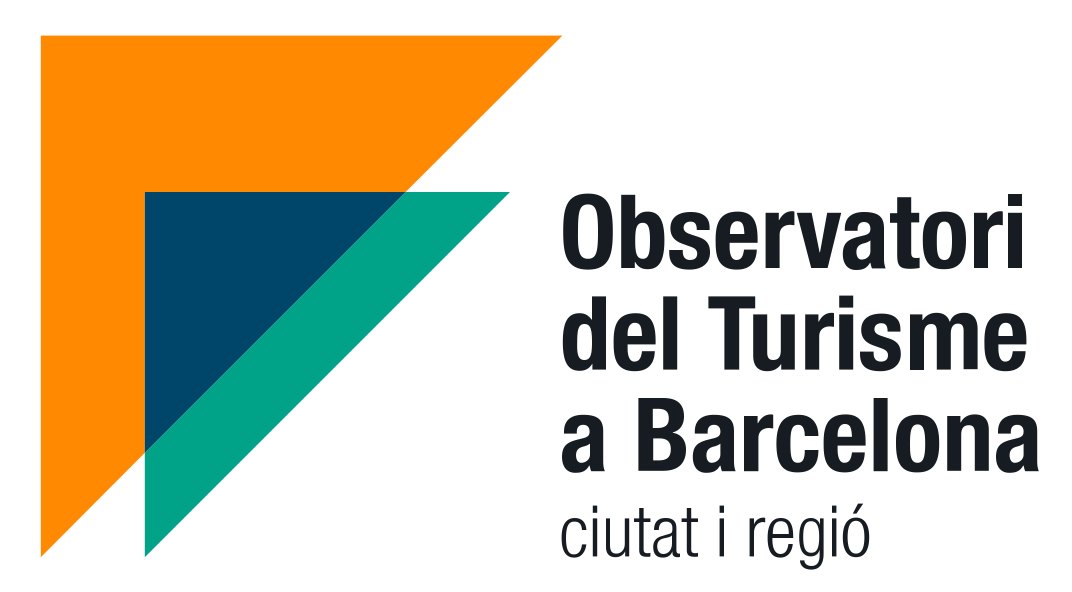 Observatori
del Turisme
a Barcelona
ciutat i regió